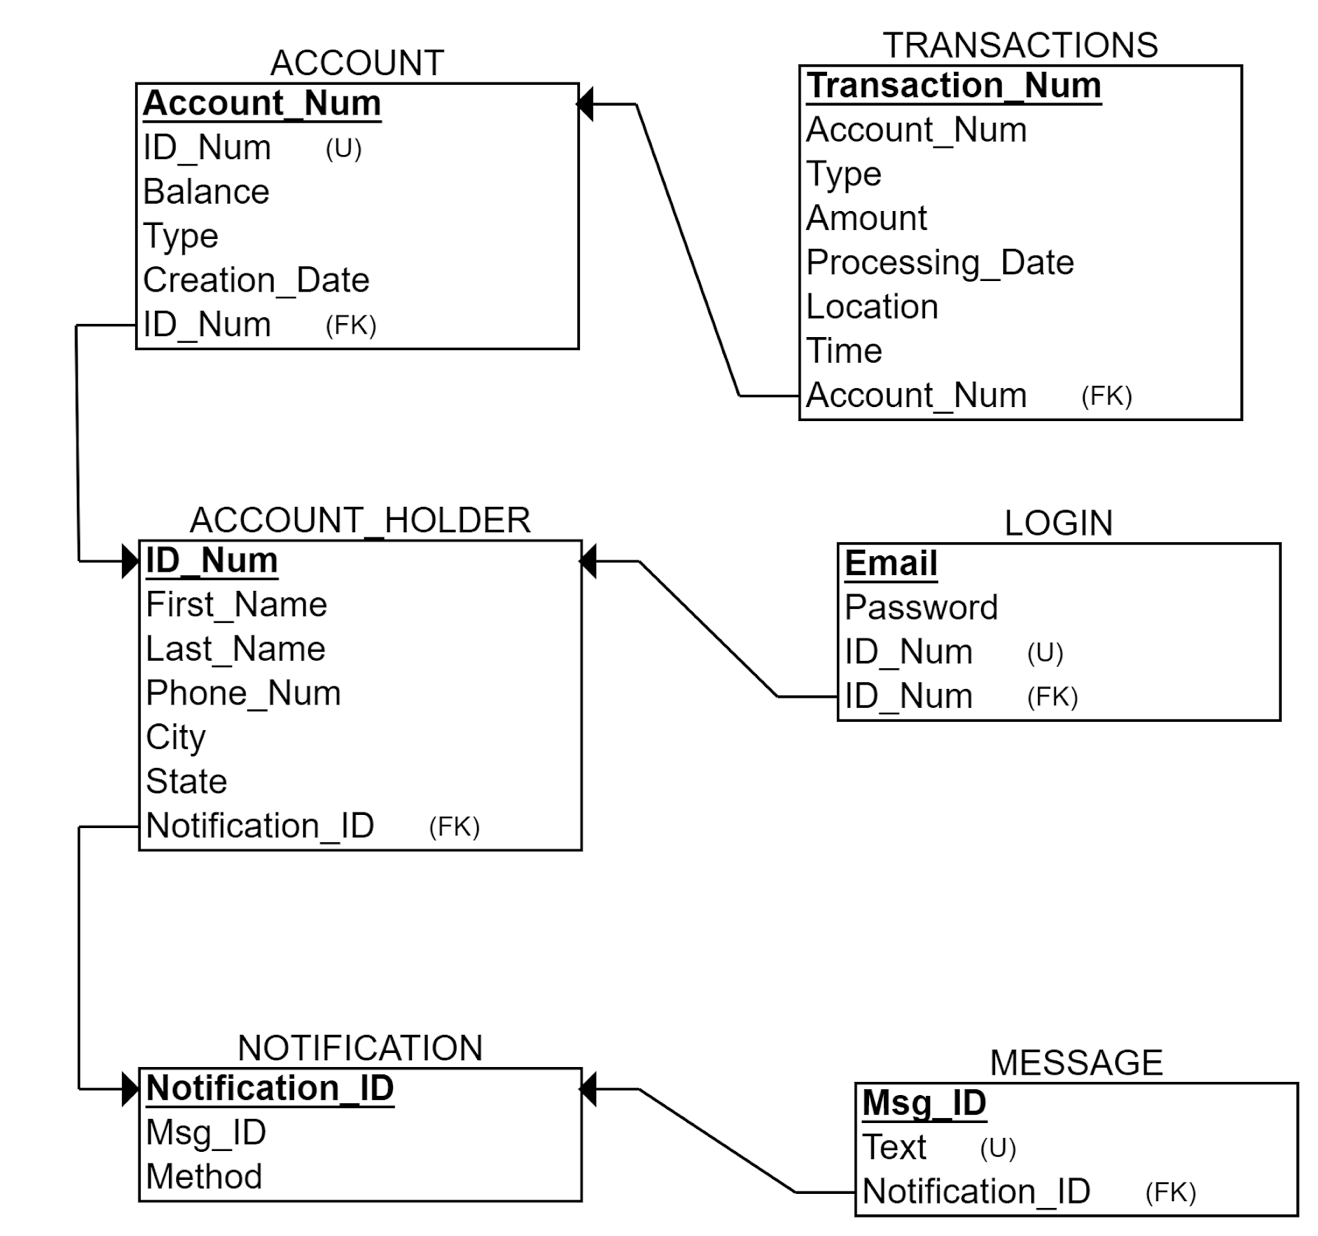 ACCOUNT
Account_Num
ID_Num (U)
Balance
Type
Creation_Date
ID_Num (FK)
TRANSACTIONS
Transaction_Num
Account_Num
Type
Amount
Processing_Date
Location
Time
Account_Num (FK)
ACCOUNT_HOLDER
ID_Num
First_Name
Last_Name
Phone_Num
City
State
Notification_ID (FK)
LOGIN
Email
Password
ID_Num (U)
ID_Num (FK)
NOTIFICATION
Notification_ID
Msg_ID
Method
MESSAGE
Msg_ID
Text (U)
Notification_ID (FK)